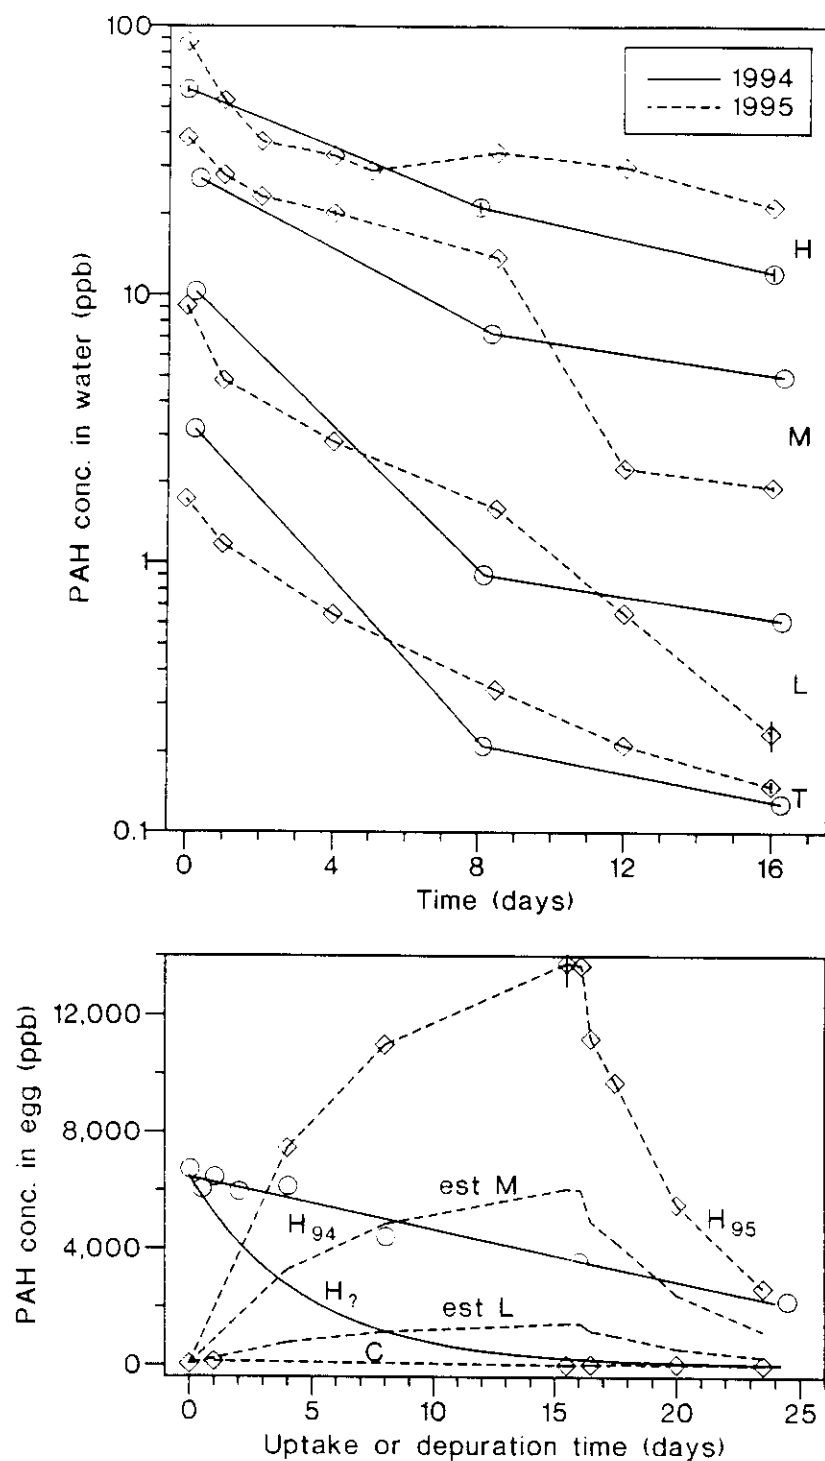 100
1994
1995
H
10
PAH conc. in water (ppb)
M
1
L
T
0.1
0 4 8 12 16
Time (days)
12,000
PAH conc. in egg (ppb)
8,000
est M
H94
H95
4,000
H?
est L
C
0
0 5 10 15 20 25
Uptake or depuration time (days)